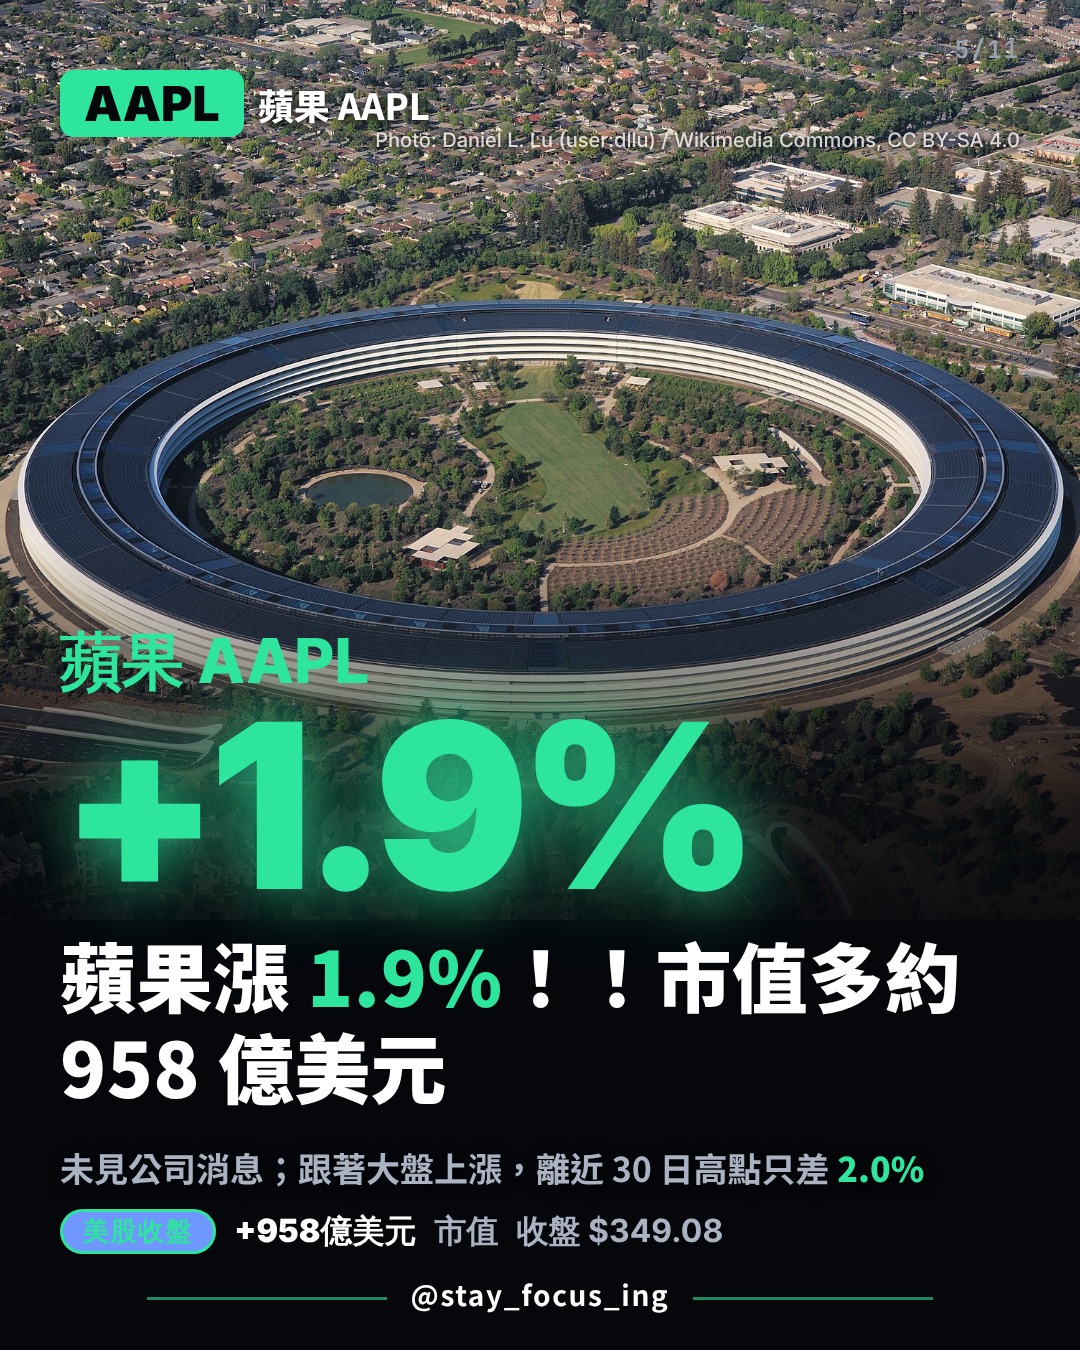 5/11
AAPL 蘋果 AAPL
Photo: Daniel L. Lu (user:dllu) / Wikimedia Commons, CC BY-SA 4.0
蘋果 AAPL
+1.9%
蘋果漲 1.9%！！市值多約
958 億美元
未見公司消息；跟著大盤上漲，離近 30 日高點只差 2.0%
美股收盤 +958億美元 市值 收盤 $349.08
@stay_focus_ing